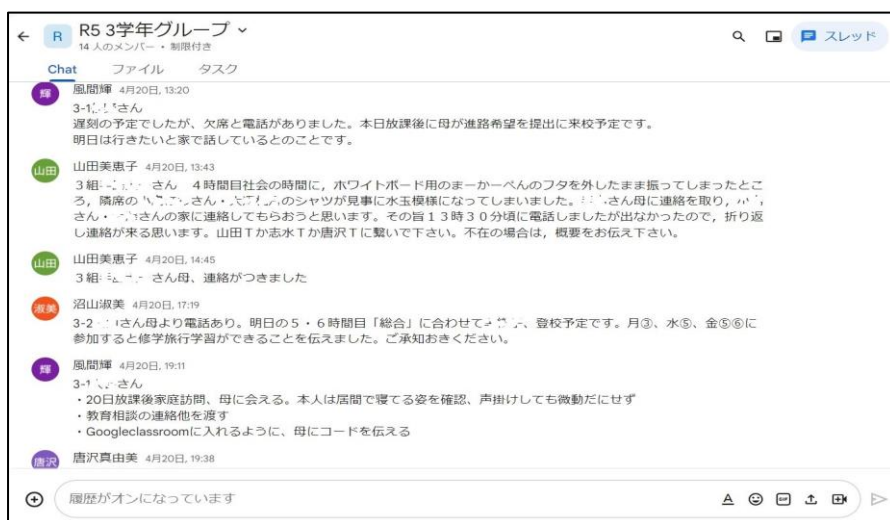 R R5 3学年グループ
14 人のメンバー・制限付き
スレッド
Chat ファイル タスク
輝 風間輝 4月20日, 13:20
3-1 さん
遅刻の予定でしたが、欠席と電話がありました。本日放課後に母が進路希望を提出に来校予定です。
明日は行きたいと家で話しているとのことです。
山田 山田美恵子 4月20日, 13:43
3組 さん 4時間目社会の時間に，ホワイトボード用のまーかーぺんのフタを外したまま振ってしまったとこ
ろ，隣席の さん・ のシャツが見事に水玉模様になってしまいました。 さん母に連絡を取り，
さん・ さんの家に連絡してもらおうと思います。その旨13時30分頃に電話しましたが出なかったので，折り返
し連絡が来る思います。山田Ｔか志水Ｔか唐沢Ｔに繋いで下さい。不在の場合は，概要をお伝え下さい。
山田 山田美恵子 4月20日, 14:45
3組 さん母、連絡がつきました
淑美 沼山淑美 4月20日, 17:19
3-2 さん母より電話あり。明日の５・６時間目「総合」に合わせて 、登校予定です。月③、水⑤、金⑤⑥に
参加すると修学旅行学習ができることを伝えました。ご承知おきください。
輝 風間輝 4月20日, 19:11
3-1 さん
・20日放課後家庭訪問、母に会える。本人は居間で寝てる姿を確認、声掛けしても微動だにせず
・教育相談の連絡他を渡す
・Googleclassroomに入れるように、母にコードを伝える
唐沢 唐沢真由美 4月20日, 19:38
履歴がオンになっています
GIF